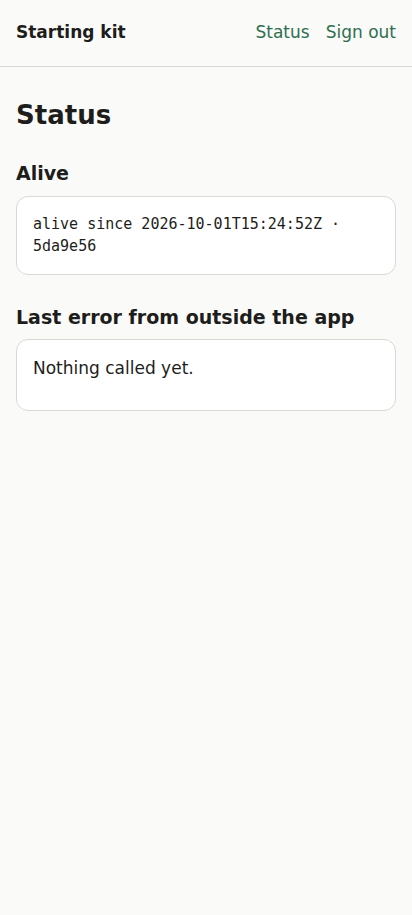 Starting kit Status Sign out
Status
Alive
alive since 2026-10-01T15:24:52Z ·
5da9e56
Last error from outside the app
Nothing called yet.